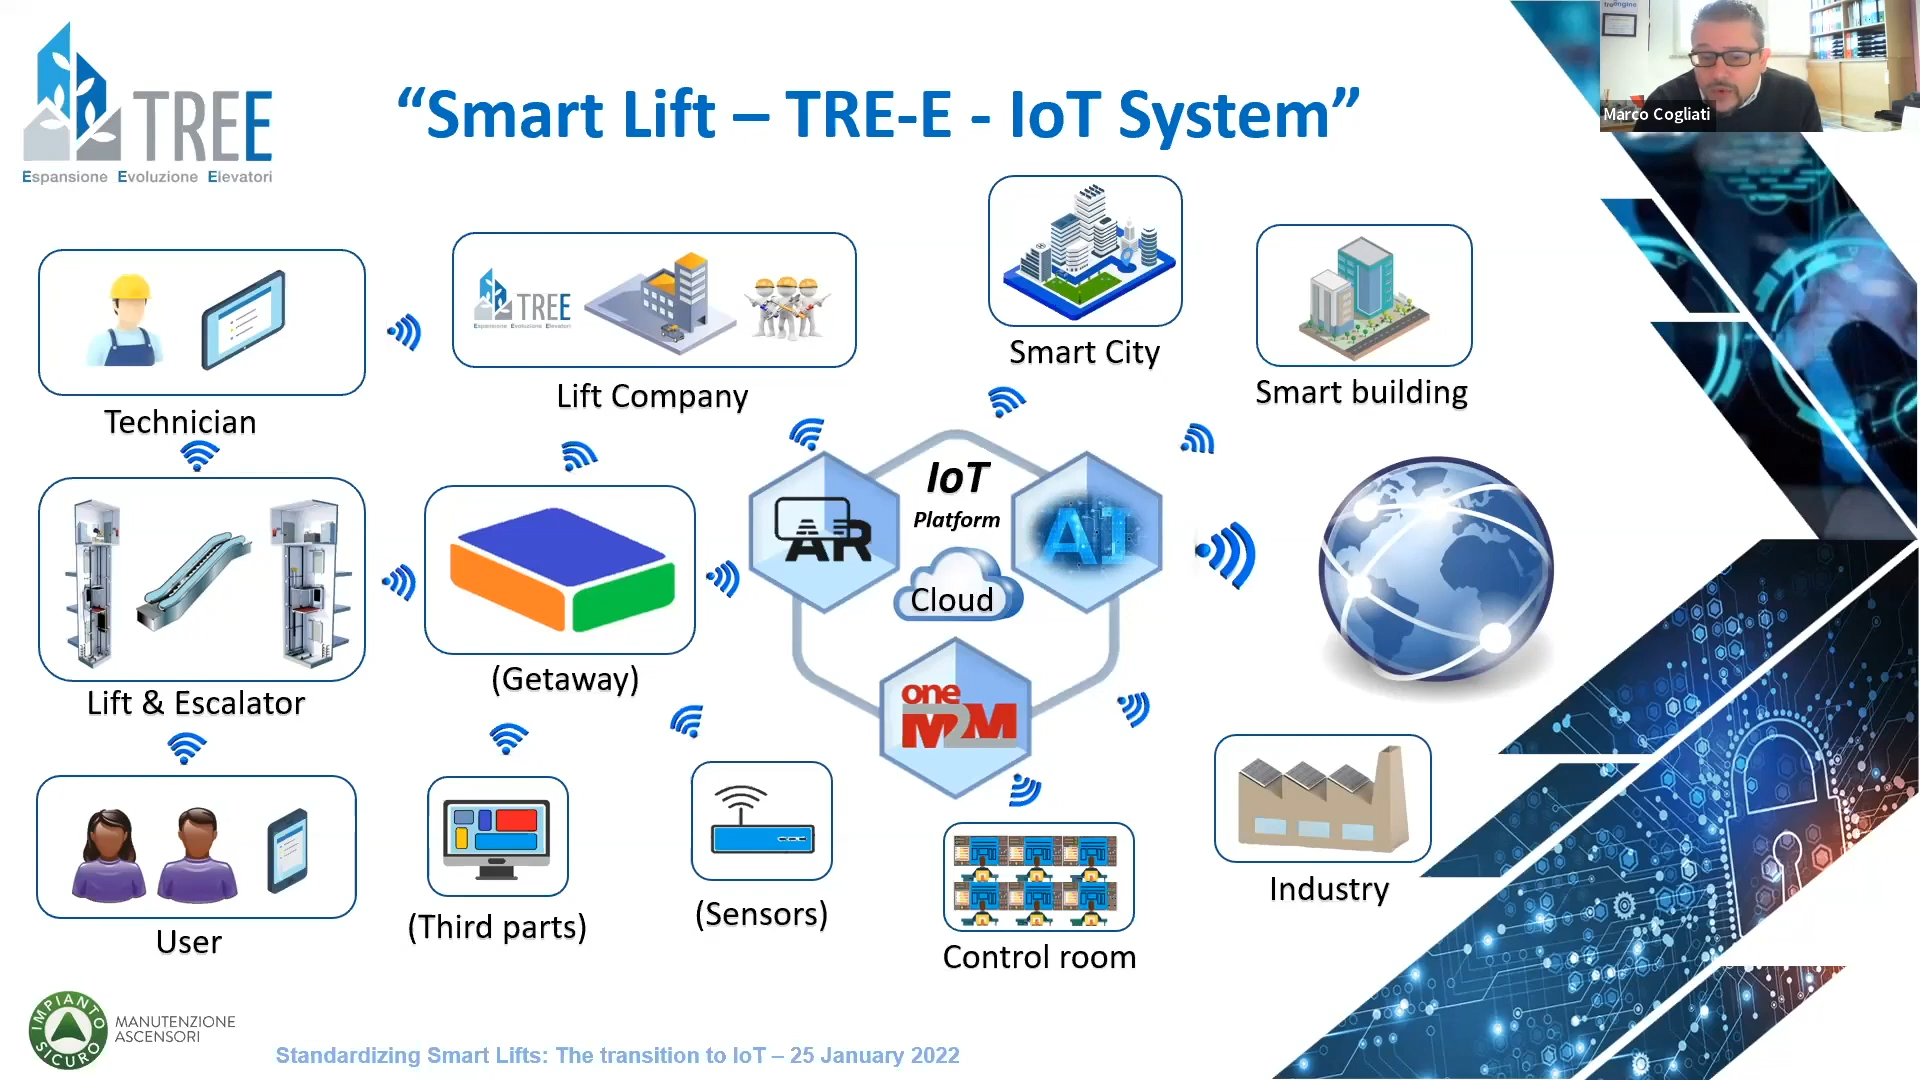 TREE
Espansione Evoluzione Elevatori
“Smart Lift – TRE-E - IoT System”
Marco Cogliati
TREE
Technician
Lift Company
Smart City
Smart building
IoT
Platform
AR
AI
Cloud
one
M2M
Lift & Escalator
(Getaway)
User
(Third parts)
(Sensors)
Control room
Industry
IMPIANTO
SICURO
MANUTENZIONE
ASCENSORI
Standardizing Smart Lifts: The transition to IoT – 25 January 2022